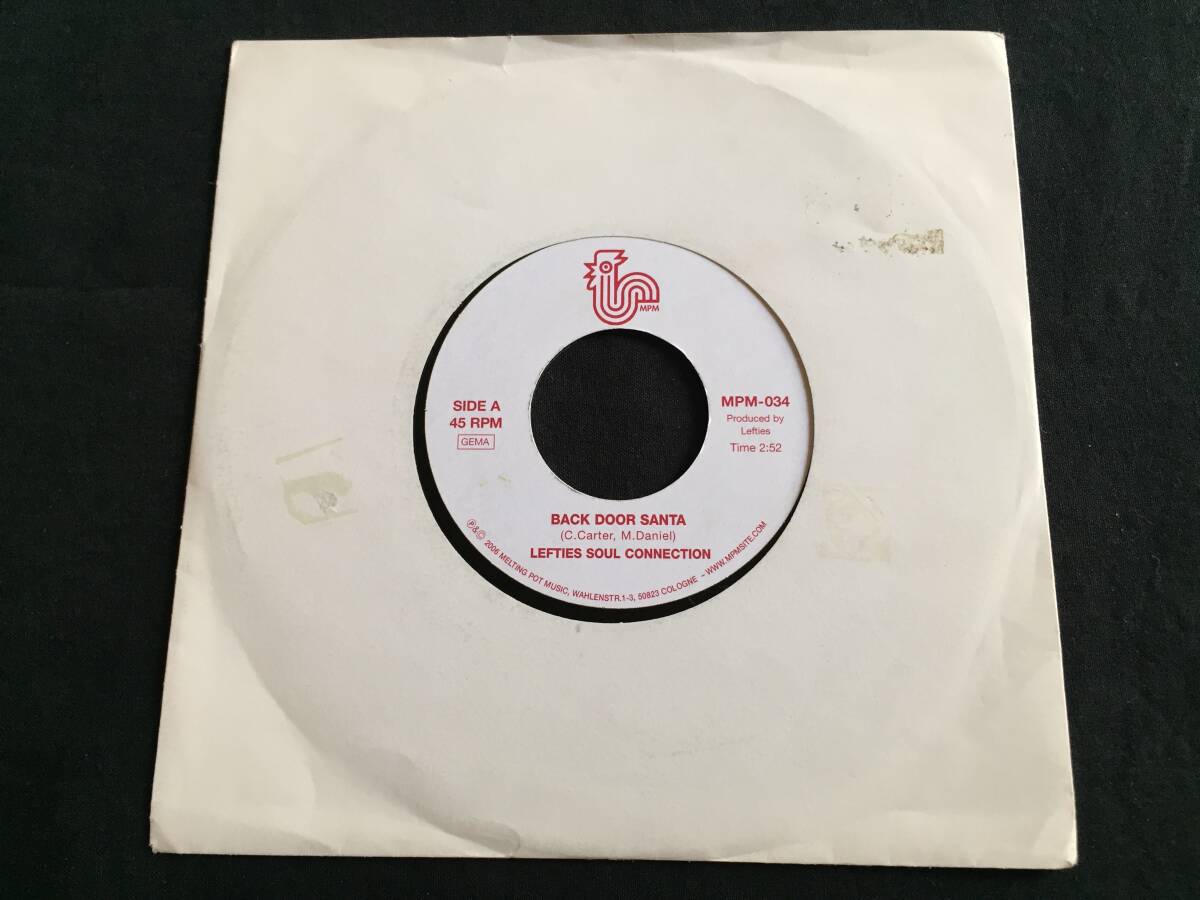 MPM
SIDE A
45 RPM
GEMA
MPM-034
Produced by
Lefties
Time 2:52
BACK DOOR SANTA
(C.Carter, M.Daniel)
LEFTIES SOUL CONNECTION
℗&© 2006 MELTING POT MUSIC, WAHLENSTR.1-3, 50823 COLOGNE – WWW.MPMSITE.COM